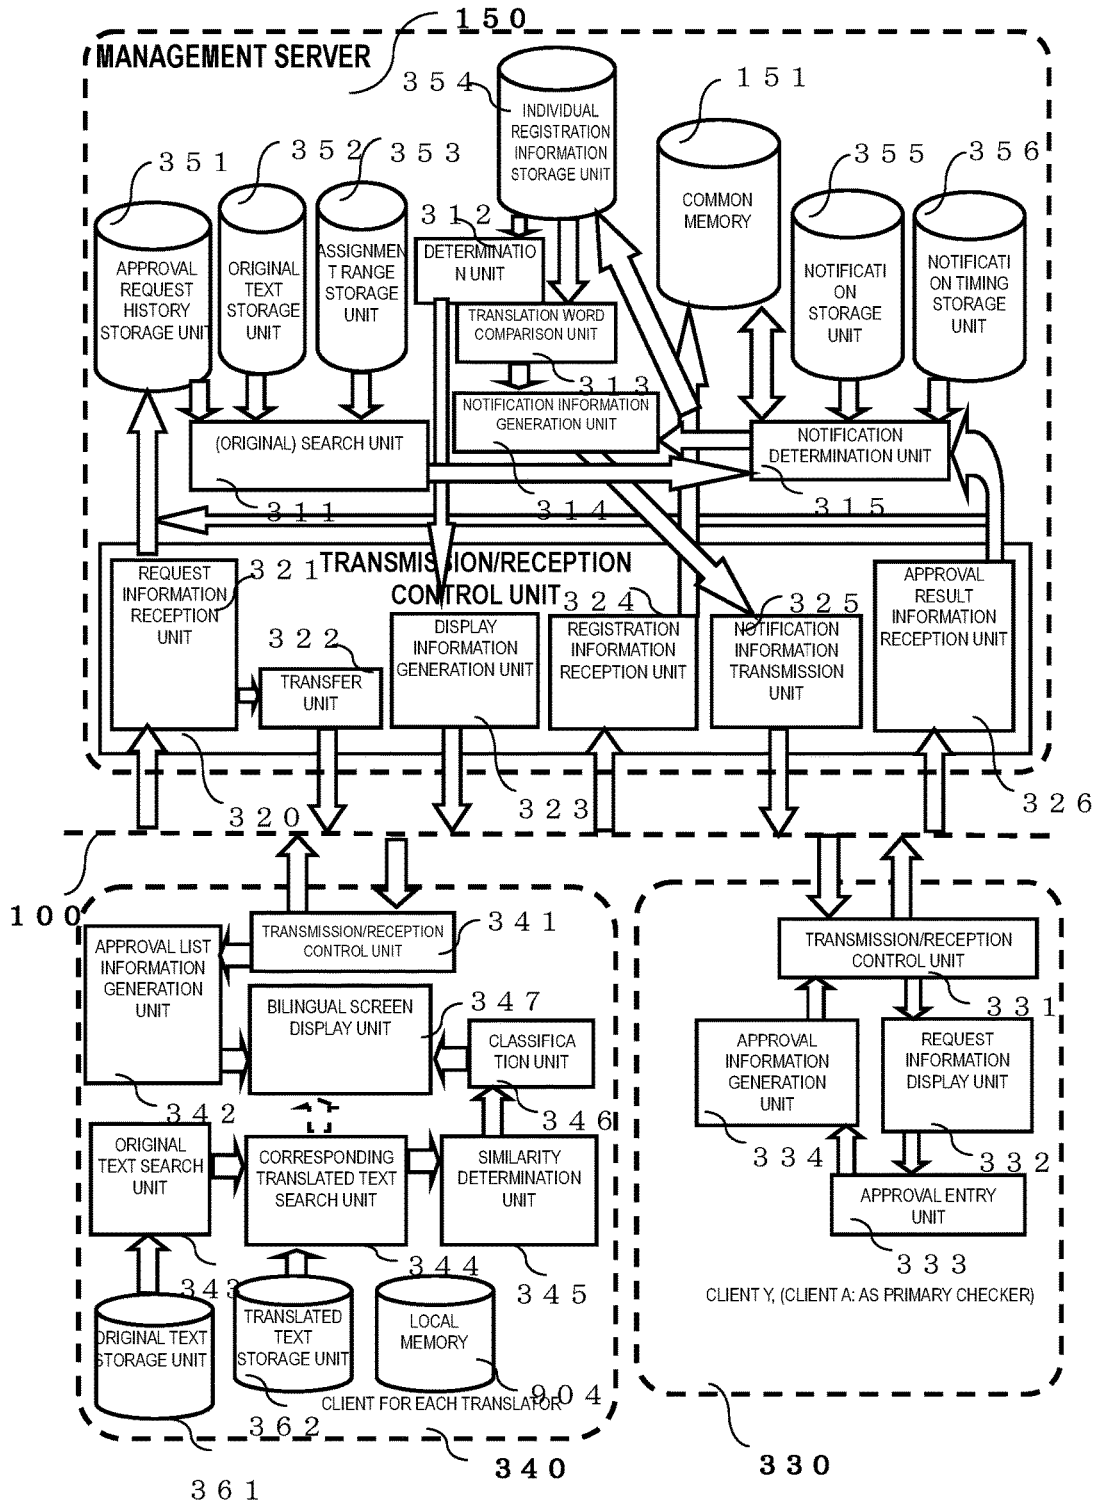 150
MANAGEMENT SERVER
354
INDIVIDUAL
REGISTRATION
INFORMATION
STORAGE UNIT
151
COMMON
MEMORY
351
352
353
355
356
APPROVAL
REQUEST
HISTORY
STORAGE UNIT
ORIGINAL
TEXT
STORAGE
UNIT
ASSIGNMEN
T RANGE
STORAGE
UNIT
312
DETERMINATIO
N UNIT
TRANSLATION WORD
COMPARISON UNIT
313
NOTIFICATI
ON
STORAGE
UNIT
NOTIFICATI
ON TIMING
STORAGE
UNIT
(ORIGINAL) SEARCH UNIT
311
NOTIFICATION INFORMATION
GENERATION UNIT
314
NOTIFICATION
DETERMINATION UNIT
315
TRANSMISSION/RECEPTION
CONTROL UNIT
REQUEST
INFORMATION
RECEPTION
UNIT
321
322
TRANSFER
UNIT
DISPLAY
INFORMATION
GENERATION UNIT
324
REGISTRATION
INFORMATION
RECEPTION UNIT
325
NOTIFICATION
INFORMATION
TRANSMISSION
UNIT
APPROVAL
RESULT
INFORMATION
RECEPTION UNIT
320
323
326
100
TRANSMISSION/RECEPTION
CONTROL UNIT
341
APPROVAL LIST
INFORMATION
GENERATION
UNIT
342
BILINGUAL SCREEN
DISPLAY UNIT
347
CLASSIFICA
TION UNIT
346
ORIGINAL
TEXT SEARCH
UNIT
343
CORRESPONDING
TRANSLATED TEXT
SEARCH UNIT
344
SIMILARITY
DETERMINATION
UNIT
345
ORIGINAL TEXT
STORAGE UNIT
361
TRANSLATED
TEXT
STORAGE UNIT
362
LOCAL
MEMORY
904
CLIENT FOR EACH TRANSLATOR
340
TRANSMISSION/RECEPTION
CONTROL UNIT
331
APPROVAL
INFORMATION
GENERATION
UNIT
334
REQUEST
INFORMATION
DISPLAY UNIT
332
APPROVAL ENTRY
UNIT
333
CLIENT Y, (CLIENT A: AS PRIMARY CHECKER)
330